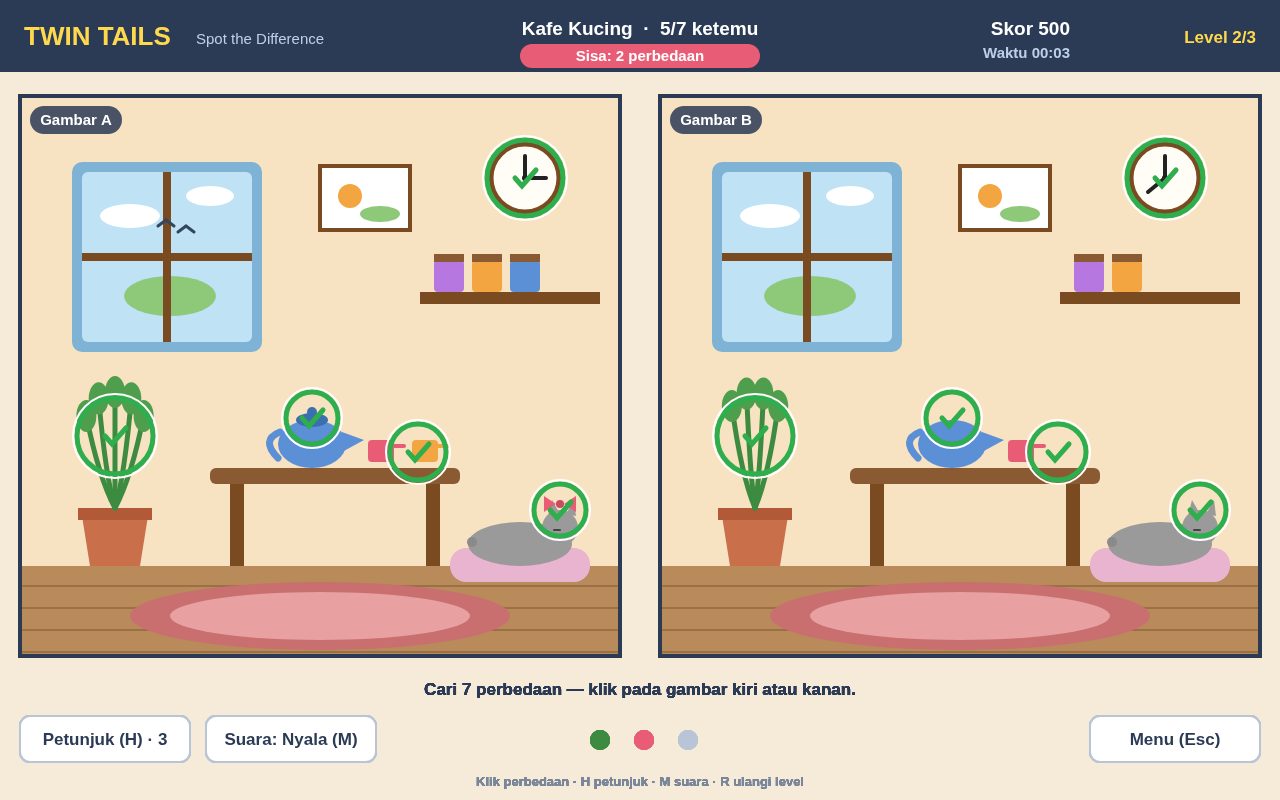 TWIN TAILS
Spot the Difference
Kafe Kucing · 5/7 ketemu
Sisa: 2 perbedaan
Skor 500
Waktu 00:03
Level 2/3
Gambar A
Gambar B
Cari 7 perbedaan — klik pada gambar kiri atau kanan.
Petunjuk (H) · 3
Suara: Nyala (M)
Menu (Esc)
Klik perbedaan · H petunjuk · M suara · R ulangi level